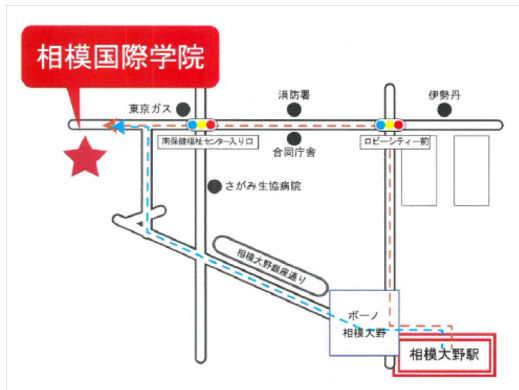 相模国際学院
東京ガス
消防署
伊勢丹
南保健福祉センター入り口
合同庁舎
ロビーシティー前
さがみ生協病院
相模大野銀座通り
ボーノ
相模大野
相模大野駅